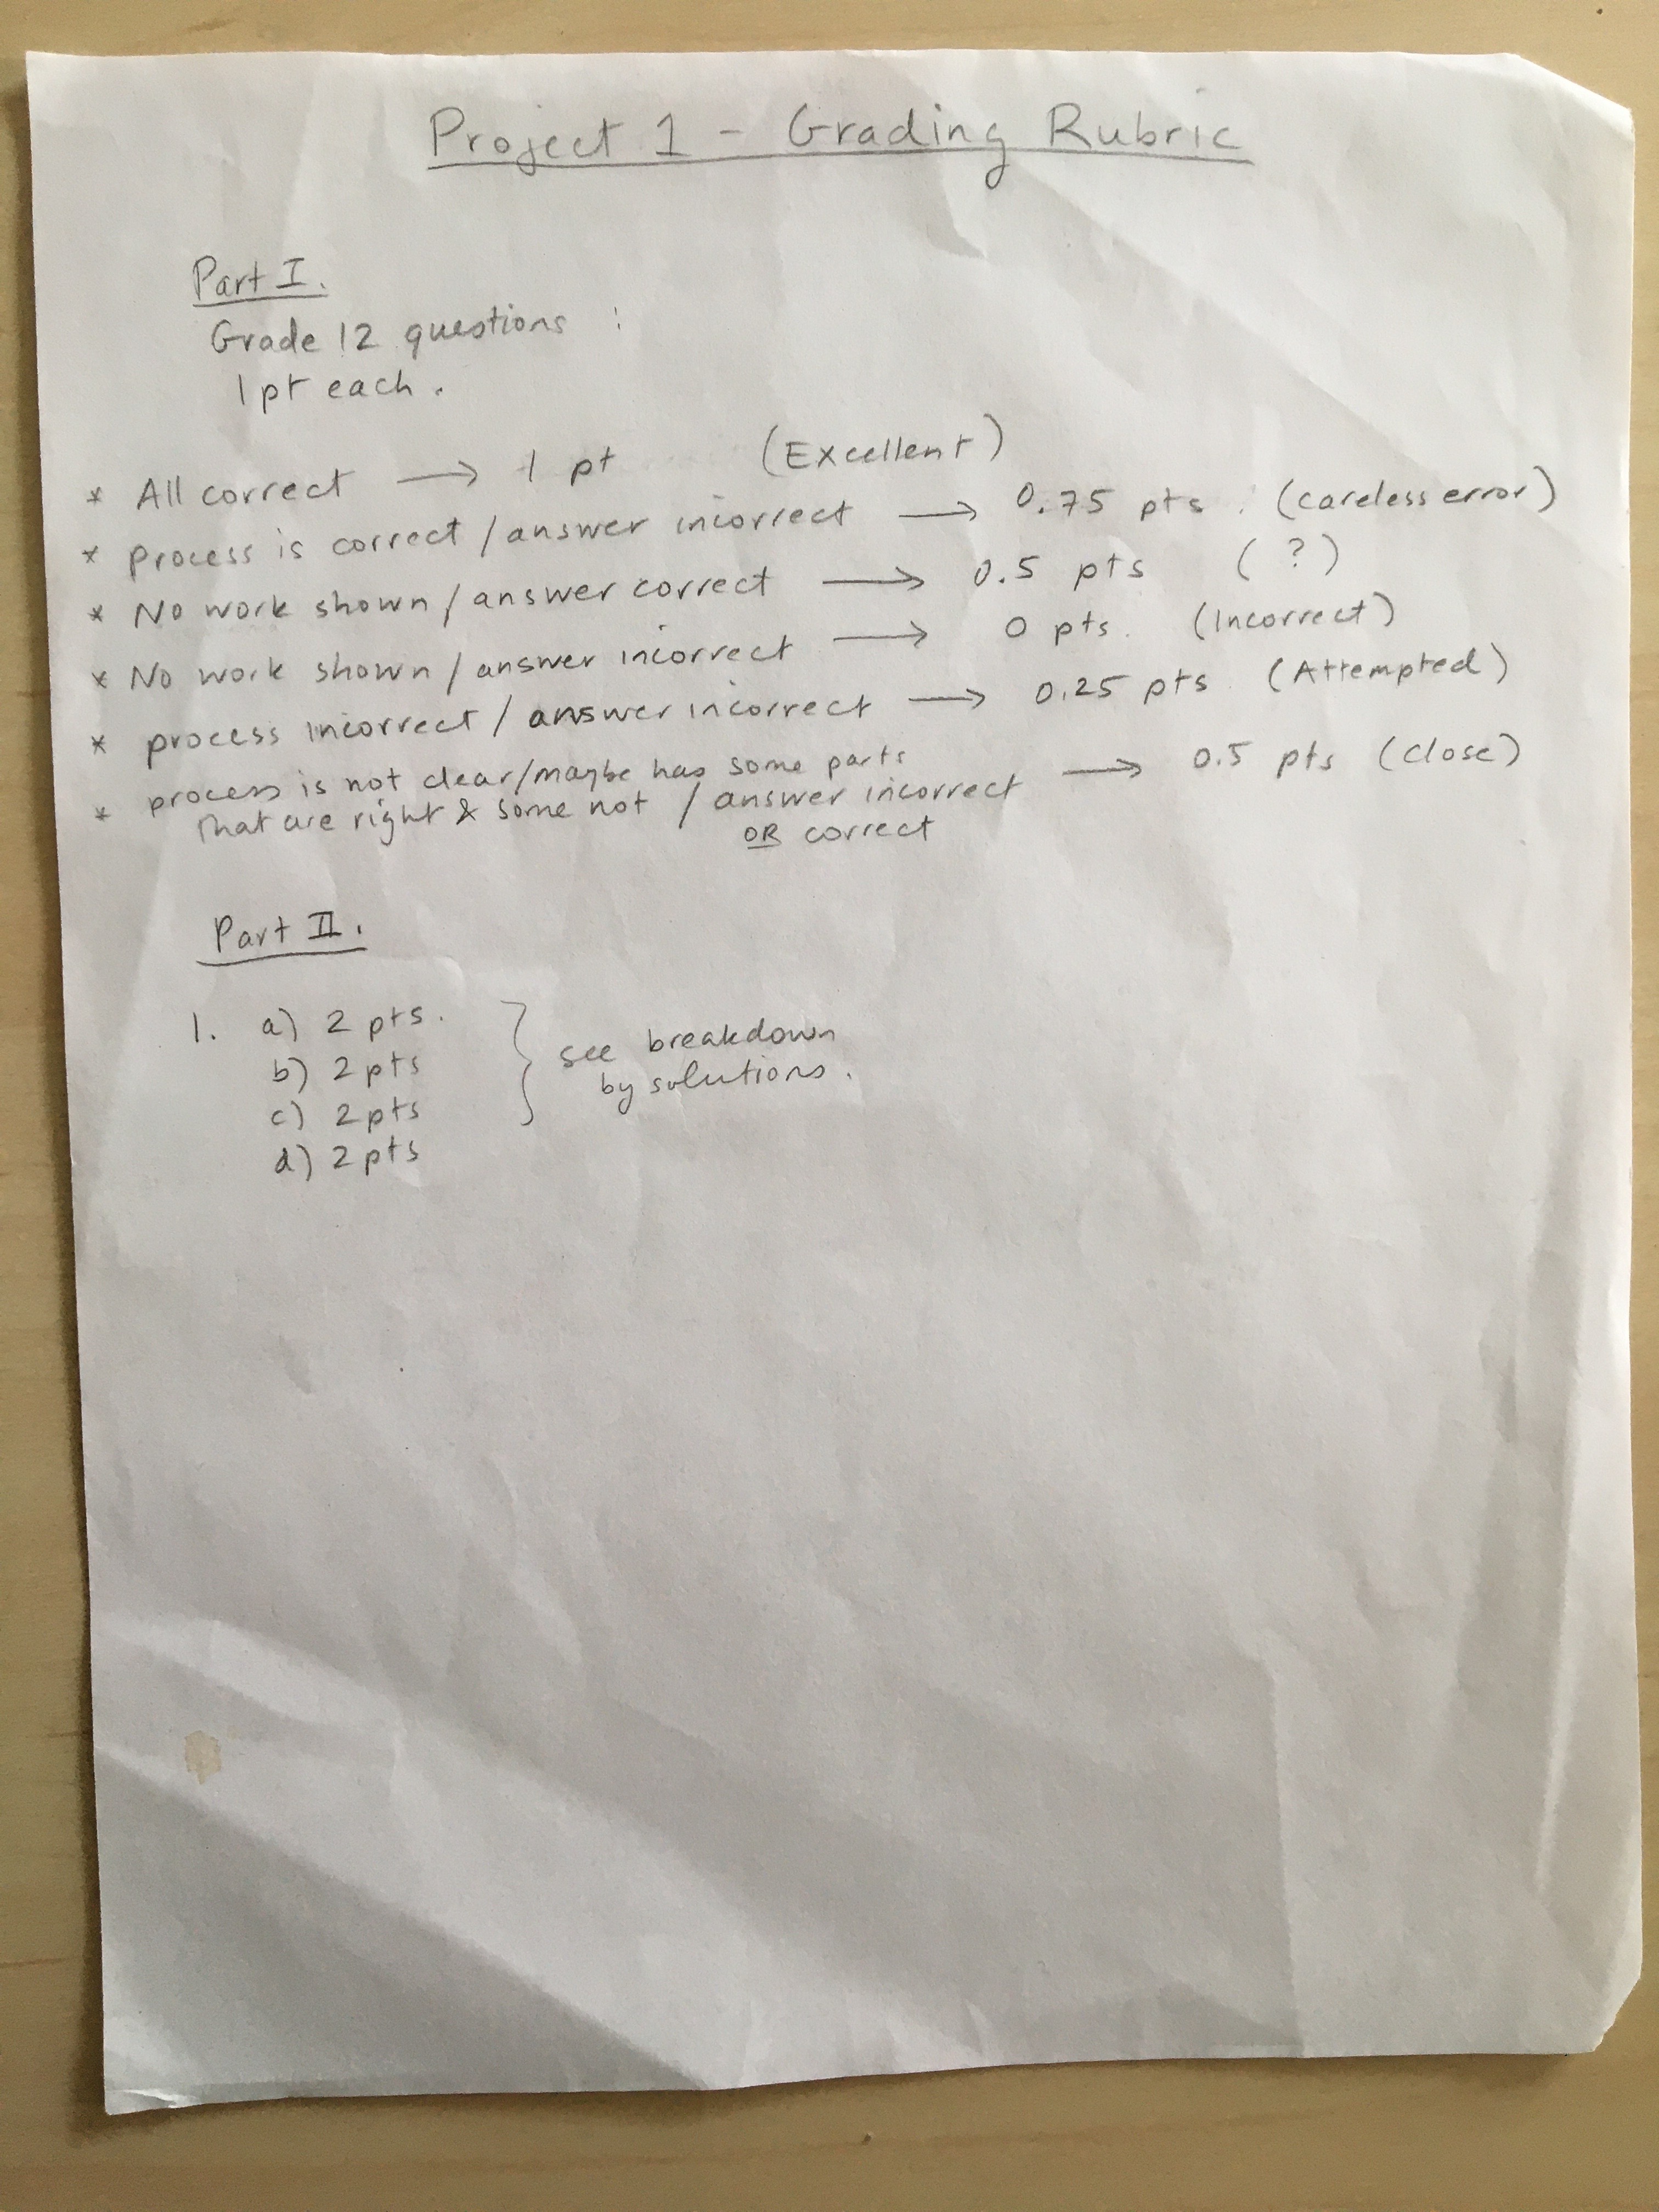 Project 1 - Grading Rubric
Part I.
Grade 12 questions :
1 pt each.
* All correct → 1 pt (Excellent)
* process is correct / answer incorrect → 0.75 pts. (careless error)
* No work shown / answer correct → 0.5 pts (?)
* No work shown / answer incorrect → 0 pts. (Incorrect)
* process incorrect / answer incorrect → 0.25 pts (Attempted)
* process is not clear/maybe has some parts
that are right & some not / answer incorrect → 0.5 pts (close)
OR correct
Part II.
1. a) 2 pts.
b) 2 pts
c) 2 pts
d) 2 pts
} see breakdown
by solutions.